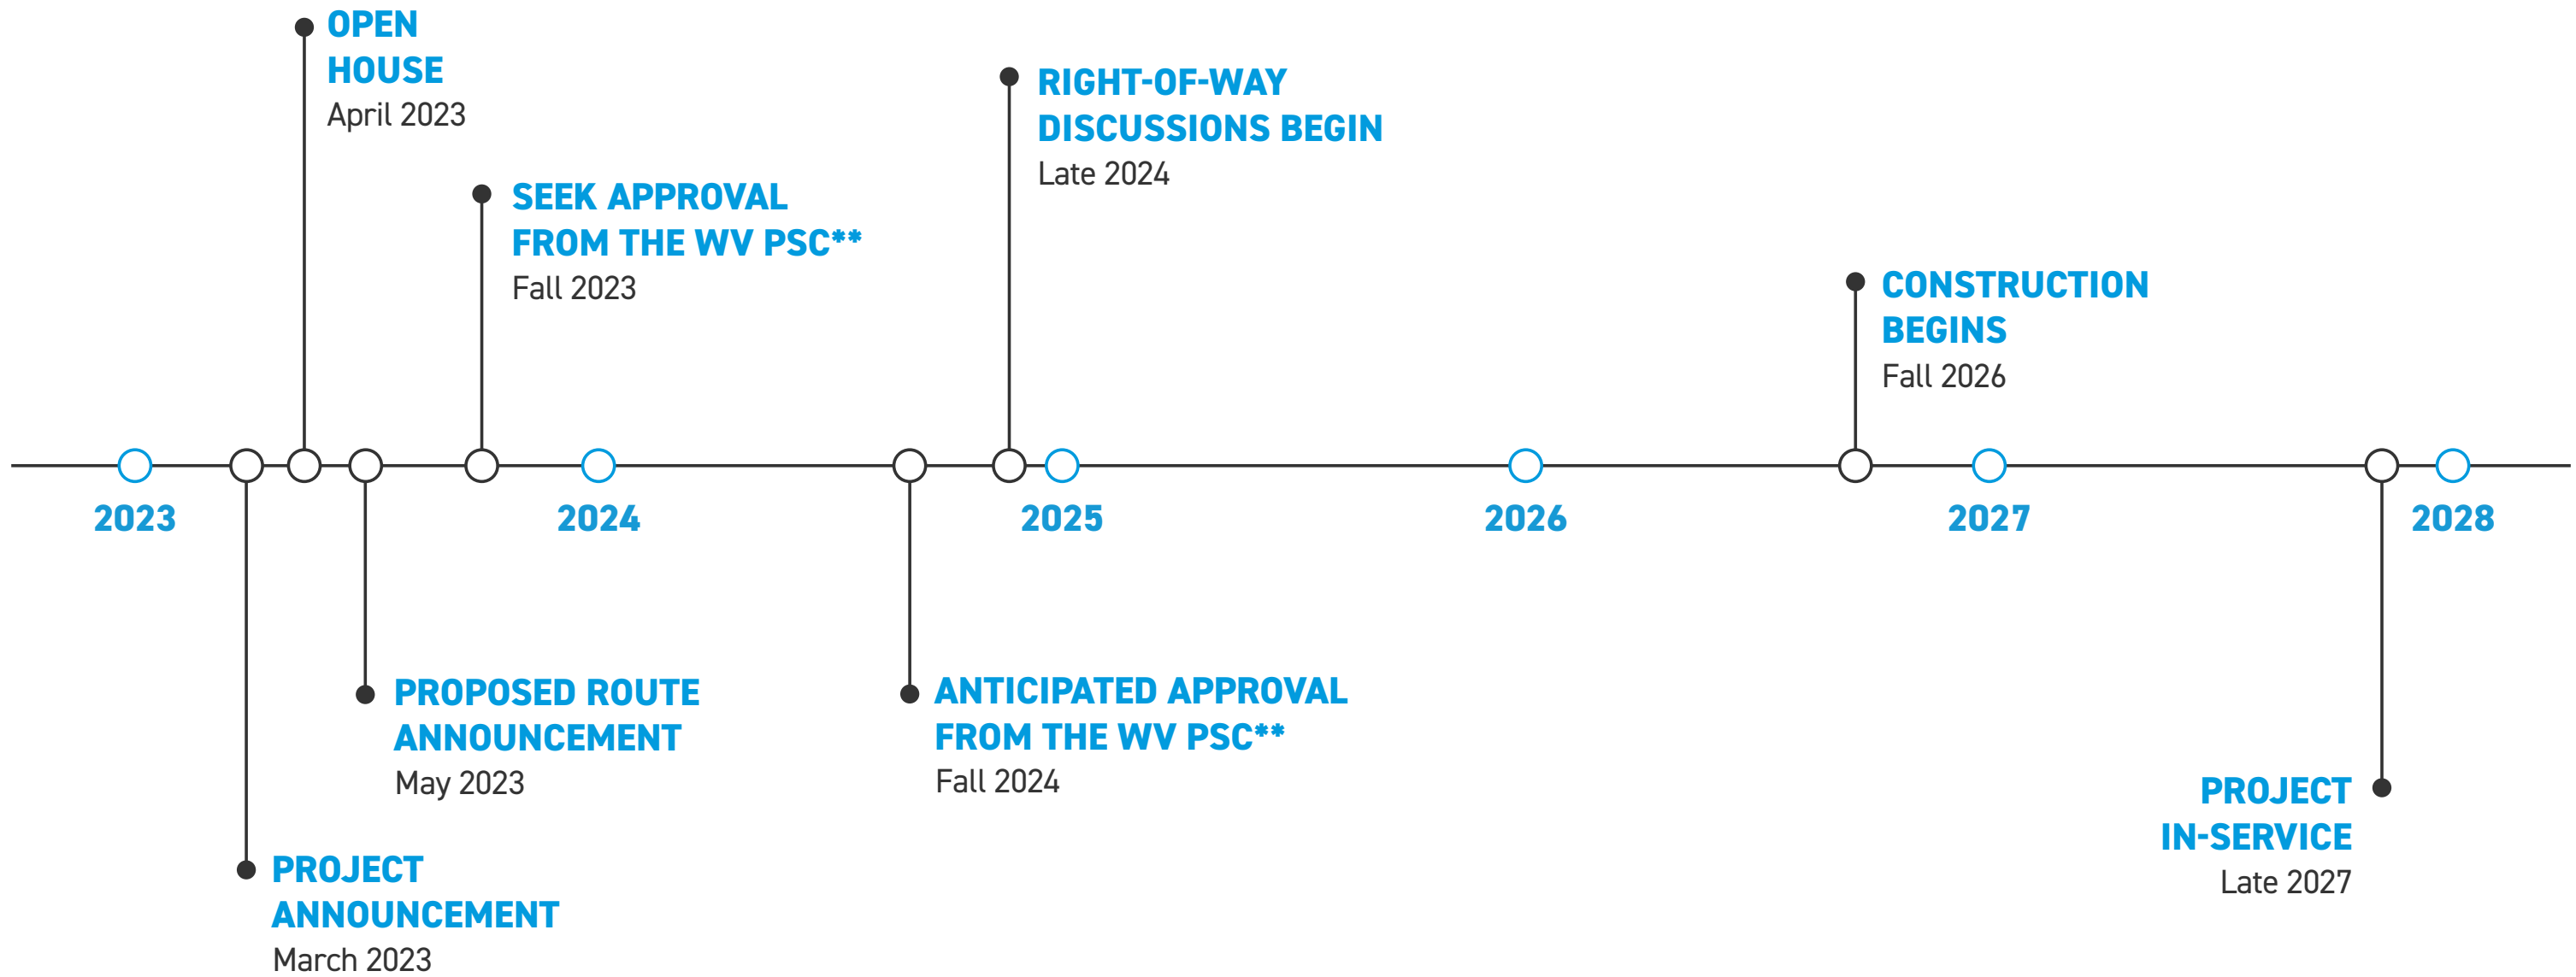 OPEN
HOUSE
April 2023
SEEK APPROVAL
FROM THE WV PSC**
Fall 2023
RIGHT-OF-WAY
DISCUSSIONS BEGIN
Late 2024
CONSTRUCTION
BEGINS
Fall 2026
2023
2024
2025
2026
2027
2028
PROJECT
ANNOUNCEMENT
March 2023
PROPOSED ROUTE
ANNOUNCEMENT
May 2023
ANTICIPATED APPROVAL
FROM THE WV PSC**
Fall 2024
PROJECT
IN-SERVICE
Late 2027